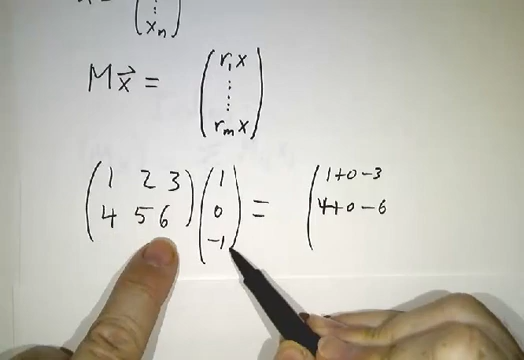 x = ( ⋮ xn )
Mx⃗ = ( r1x ⋮ ⋮ rmx )
( 1 2 3 ) ( 1 ) = ( 1+0-3
( 4 5 6 ) ( 0 ) 4+0-6
( -1 )